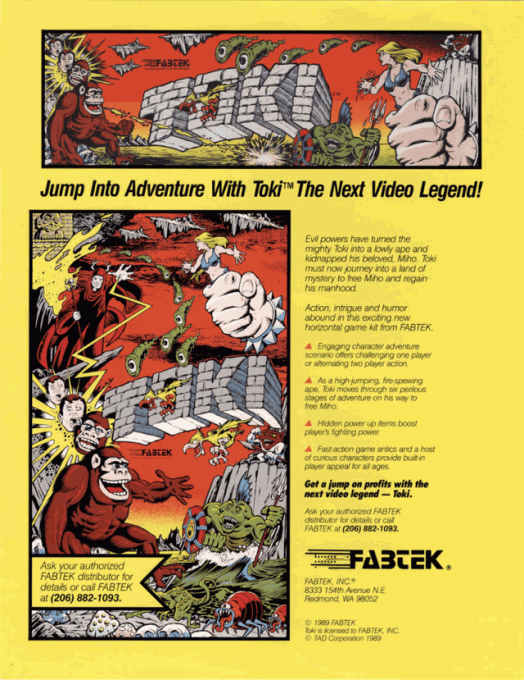 FABTEK
TOKI™
Jump Into Adventure With Toki™ The Next Video Legend!
TOKI
FABTEK
Ask your authorized
FABTEK distributor for
details or call FABTEK
at (206) 882-1093.
Evil powers have turned the
mighty Toki into a lowly ape and
kidnapped his beloved, Miho. Toki
must now journey into a land of
mystery to free Miho and regain
his manhood.
Action, intrigue and humor
abound in this exciting new
horizontal game kit from FABTEK.
▲ Engaging character adventure
scenario offers challenging one player
or alternating two player action.
▲ As a high-jumping, fire-spewing
ape, Toki moves through six perilous
stages of adventure on his way to
free Miho.
▲ Hidden power up items boost
player's fighting power.
▲ Fast-action game antics and a host
of curious characters provide built-in
player appeal for all ages.
Get a jump on profits with the
next video legend — Toki.
Ask your authorized FABTEK
distributor for details or call
FABTEK at (206) 882-1093.
FABTEK®
FABTEK, INC.®
8333 154th Avenue N.E.
Redmond, WA 98052
© 1989 FABTEK
Toki is licensed to FABTEK, INC.
© TAD Corporation 1989